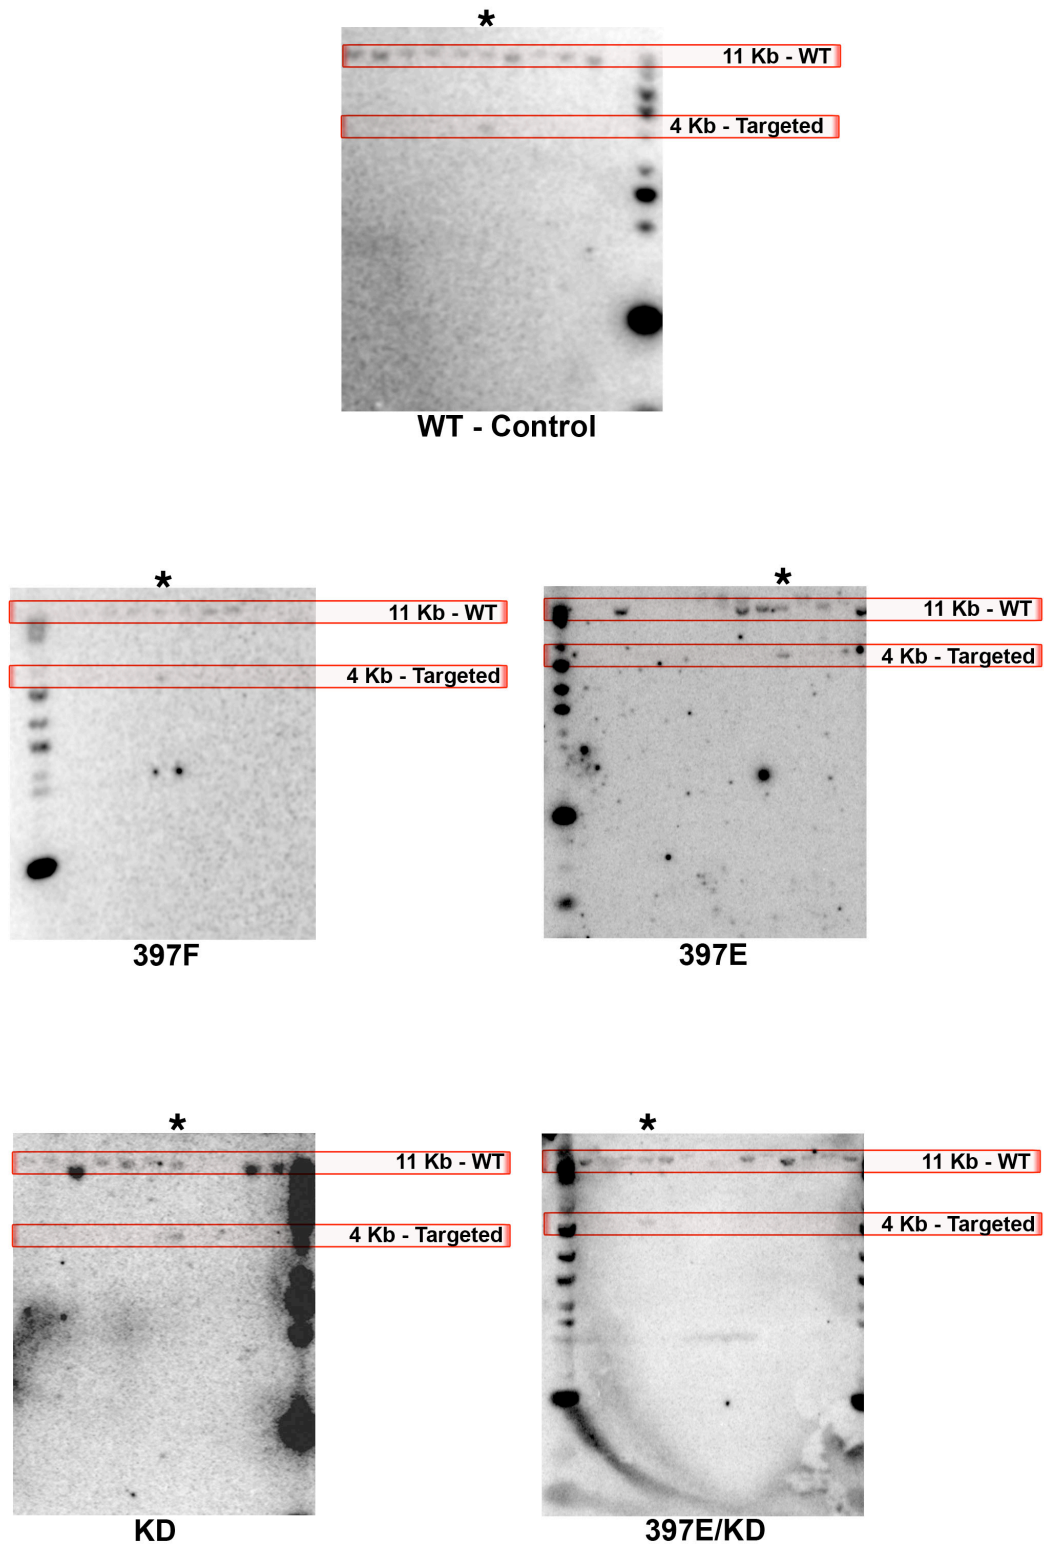 *
11 Kb - WT
4 Kb - Targeted
WT - Control
*
11 Kb - WT
4 Kb - Targeted
397F
*
11 Kb - WT
4 Kb - Targeted
397E
*
11 Kb - WT
4 Kb - Targeted
KD
*
11 Kb - WT
4 Kb - Targeted
397E/KD